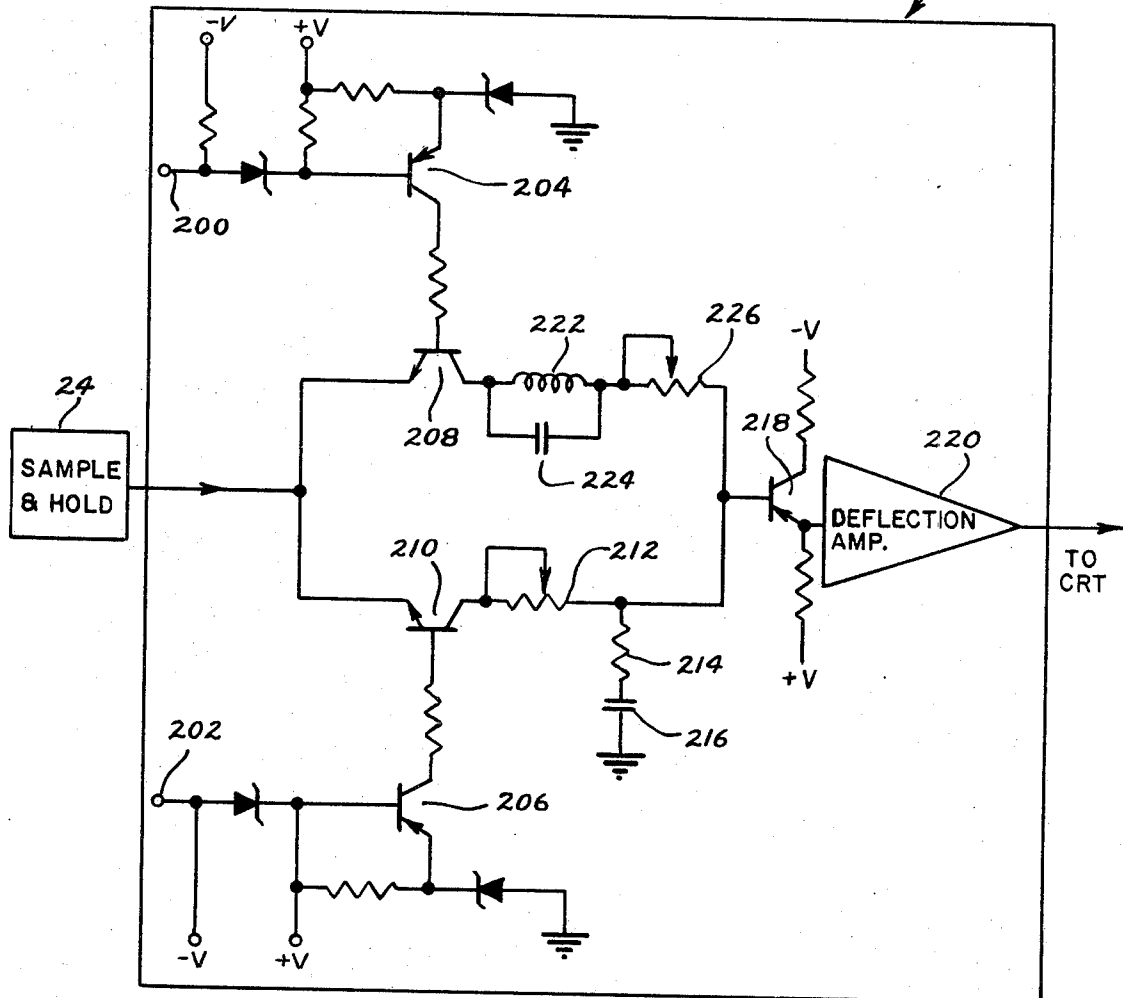 -V
+V
204
200
222
226
-V
24
208
218
220
SAMPLE
& HOLD
224
DEFLECTION
AMP.
210
212
TO
CRT
214
+V
216
202
206
-V
+V